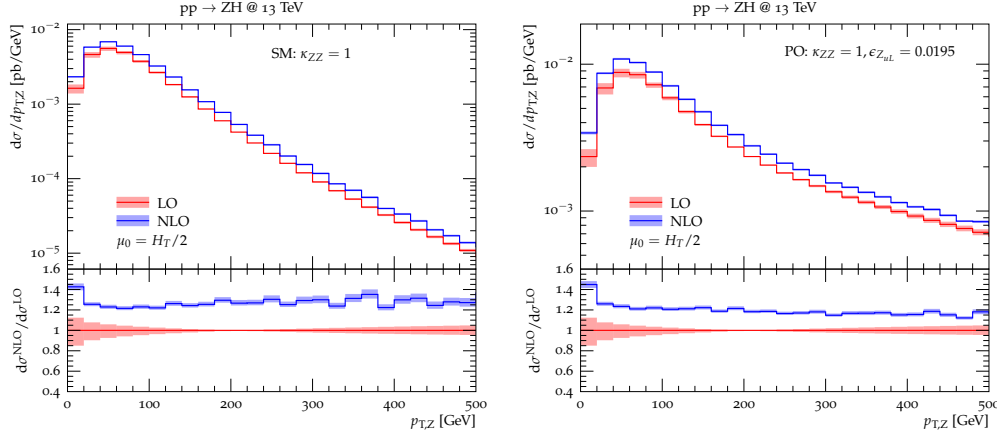 pp → ZH @ 13 TeV
SM: κ_ZZ = 1
dσ/dp_T,Z [pb/GeV]
10⁻²
10⁻³
10⁻⁴
10⁻⁵
LO
NLO
μ₀ = H_T/2
dσ^NLO/dσ^LO
1.6
1.4
1.2
1
0.8
0.6
0.4
0 100 200 300 400 500
p_T,Z [GeV]
pp → ZH @ 13 TeV
PO: κ_ZZ = 1, ϵ_Z_uL = 0.0195
dσ/dp_T,Z [pb/GeV]
10⁻²
10⁻³
LO
NLO
μ₀ = H_T/2
dσ^NLO/dσ^LO
1.6
1.4
1.2
1
0.8
0.6
0.4
0 100 200 300 400 500
p_T,Z [GeV]